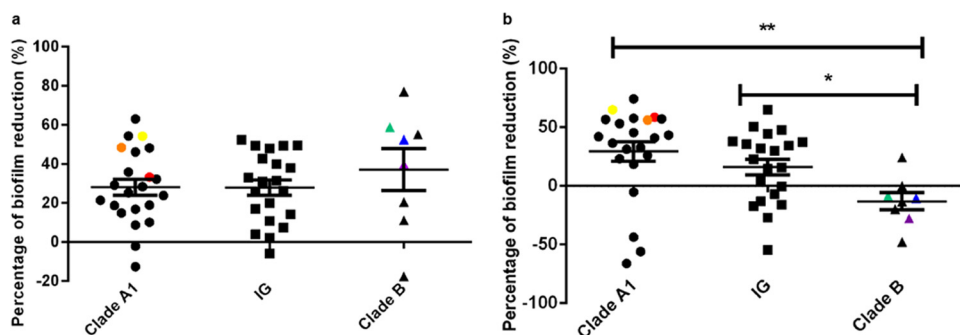 a
Percentage of biofilm reduction (%)
100
80
60
40
20
0
-20
Clade A1
IG
Clade B
b
**
*
Percentage of biofilm reduction (%)
100
50
0
-50
-100
Clade A1
IG
Clade B